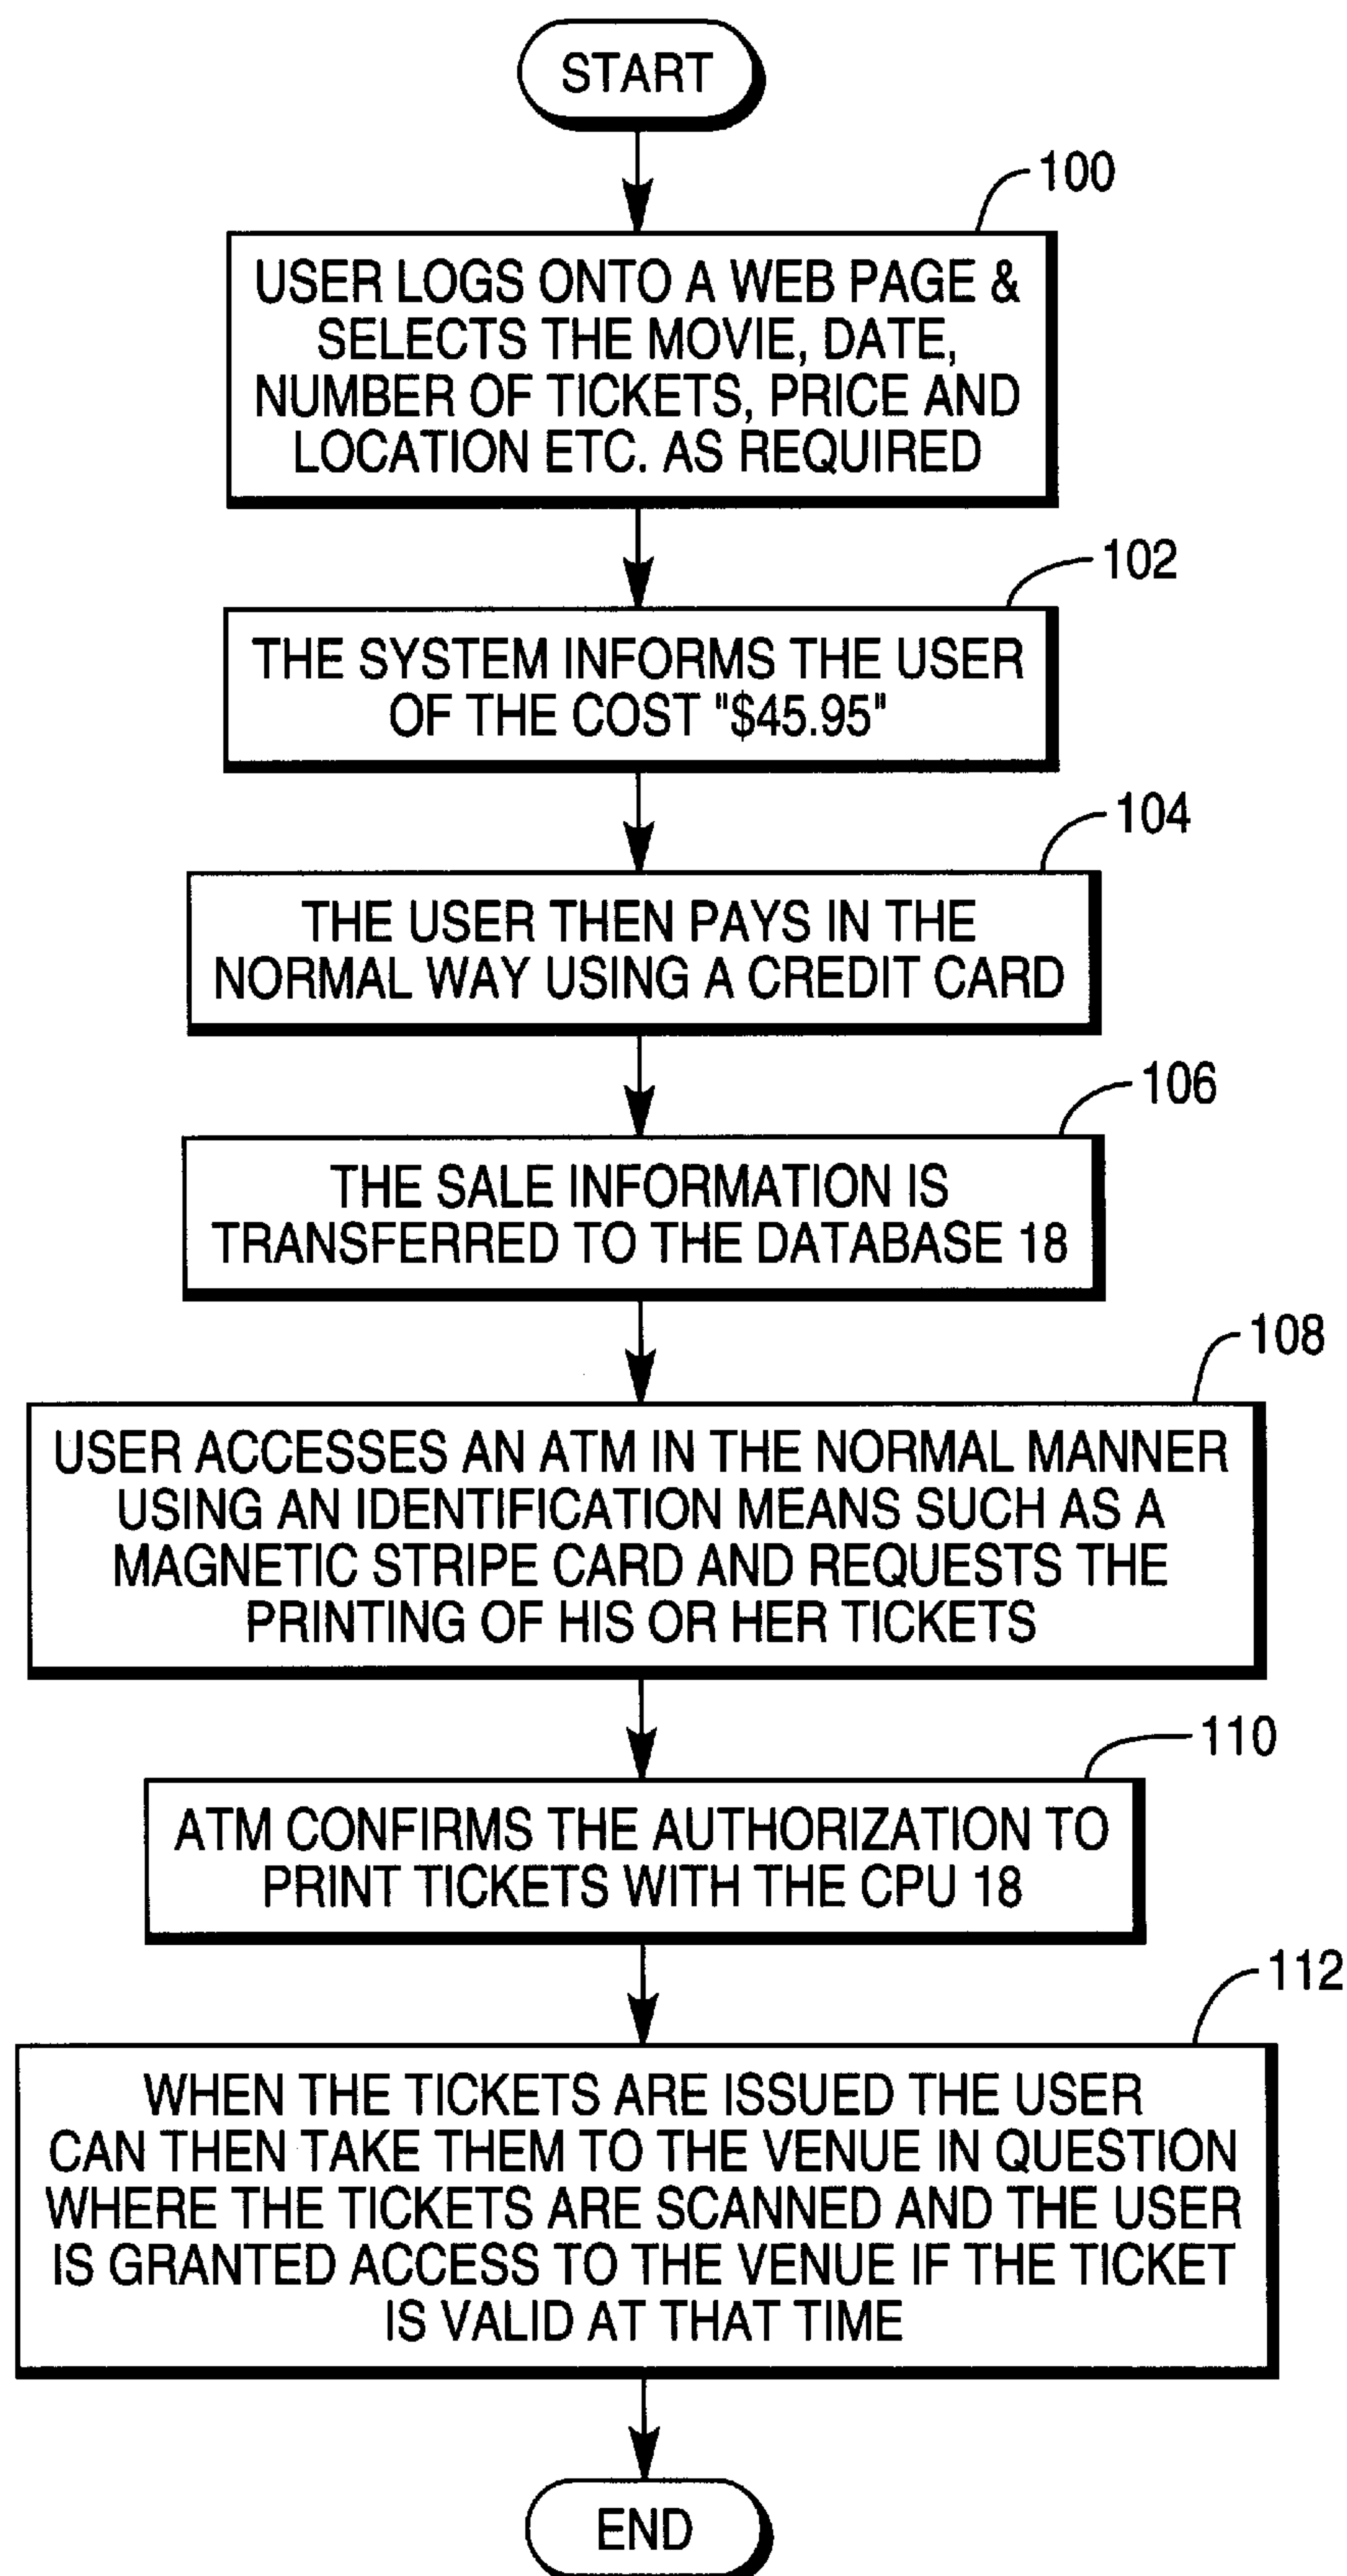 START
100
USER LOGS ONTO A WEB PAGE &
SELECTS THE MOVIE, DATE,
NUMBER OF TICKETS, PRICE AND
LOCATION ETC. AS REQUIRED
102
THE SYSTEM INFORMS THE USER
OF THE COST "$45.95"
104
THE USER THEN PAYS IN THE
NORMAL WAY USING A CREDIT CARD
106
THE SALE INFORMATION IS
TRANSFERRED TO THE DATABASE 18
108
USER ACCESSES AN ATM IN THE NORMAL MANNER
USING AN IDENTIFICATION MEANS SUCH AS A
MAGNETIC STRIPE CARD AND REQUESTS THE
PRINTING OF HIS OR HER TICKETS
110
ATM CONFIRMS THE AUTHORIZATION TO
PRINT TICKETS WITH THE CPU 18
112
WHEN THE TICKETS ARE ISSUED THE USER
CAN THEN TAKE THEM TO THE VENUE IN QUESTION
WHERE THE TICKETS ARE SCANNED AND THE USER
IS GRANTED ACCESS TO THE VENUE IF THE TICKET
IS VALID AT THAT TIME
END